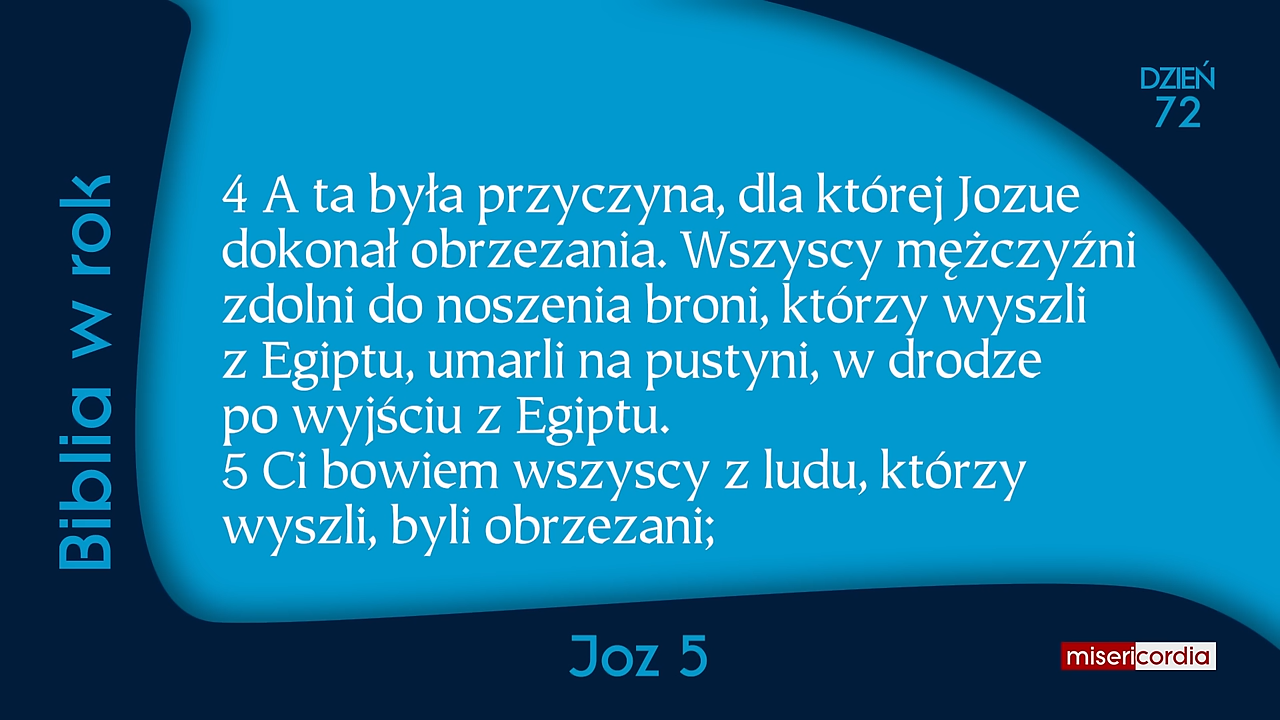 DZIEŃ
72
Biblia w rok
4 A ta była przyczyna, dla której Jozue
dokonał obrzezania. Wszyscy mężczyźni
zdolni do noszenia broni, którzy wyszli
z Egiptu, umarli na pustyni, w drodze
po wyjściu z Egiptu.
5 Ci bowiem wszyscy z ludu, którzy
wyszli, byli obrzezani;
Joz 5
misericordia